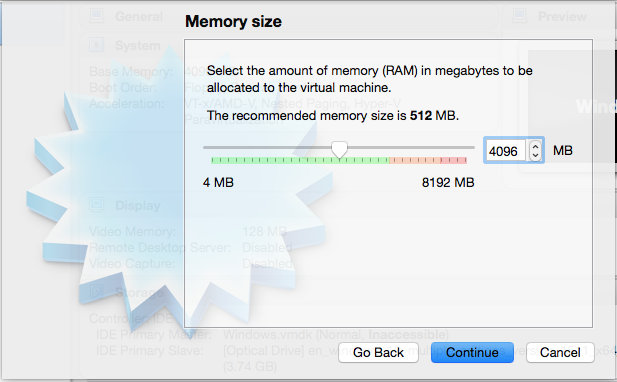 General
Preview
Memory size
System
Select the amount of memory (RAM) in megabytes to be
allocated to the virtual machine.
Base Memory:
Boot Order:
Acceleration: VT-x/AMD-V, Nested Paging, Hyper-V
The recommended memory size is 512 MB.
4096 MB
4 MB 8192 MB
Display
Video Memory: 128 MB
Remote Desktop Server: Disabled
Video Capture: Disabled
Storage
Controller: IDE
IDE Primary Master: Windows.vmdk (Normal, Inaccessible)
IDE Primary Slave: [Optical Drive]
(3.74 GB)
Go Back Continue Cancel